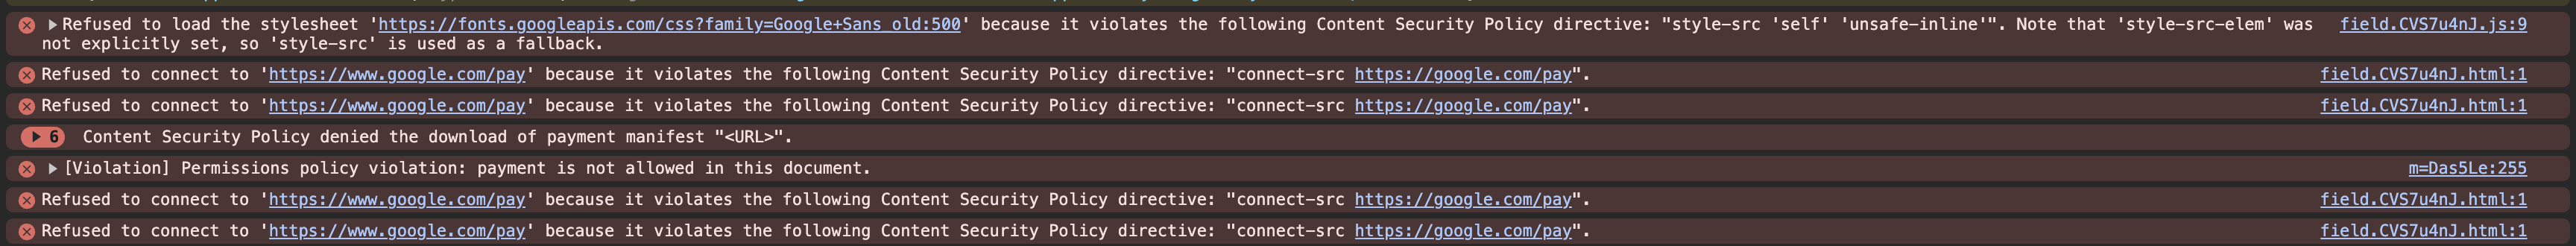 Refused to load the stylesheet 'https://fonts.googleapis.com/css?family=Google+Sans_old:500' because it violates the following Content Security Policy directive: "style-src 'self' 'unsafe-inline'". Note that 'style-src-elem' was field.CVS7u4nJ.js:9
not explicitly set, so 'style-src' is used as a fallback.
Refused to connect to 'https://www.google.com/pay' because it violates the following Content Security Policy directive: "connect-src https://google.com/pay". field.CVS7u4nJ.html:1
Refused to connect to 'https://www.google.com/pay' because it violates the following Content Security Policy directive: "connect-src https://google.com/pay". field.CVS7u4nJ.html:1
6 Content Security Policy denied the download of payment manifest "<URL>".
[Violation] Permissions policy violation: payment is not allowed in this document. m=Das5Le:255
Refused to connect to 'https://www.google.com/pay' because it violates the following Content Security Policy directive: "connect-src https://google.com/pay". field.CVS7u4nJ.html:1
Refused to connect to 'https://www.google.com/pay' because it violates the following Content Security Policy directive: "connect-src https://google.com/pay". field.CVS7u4nJ.html:1